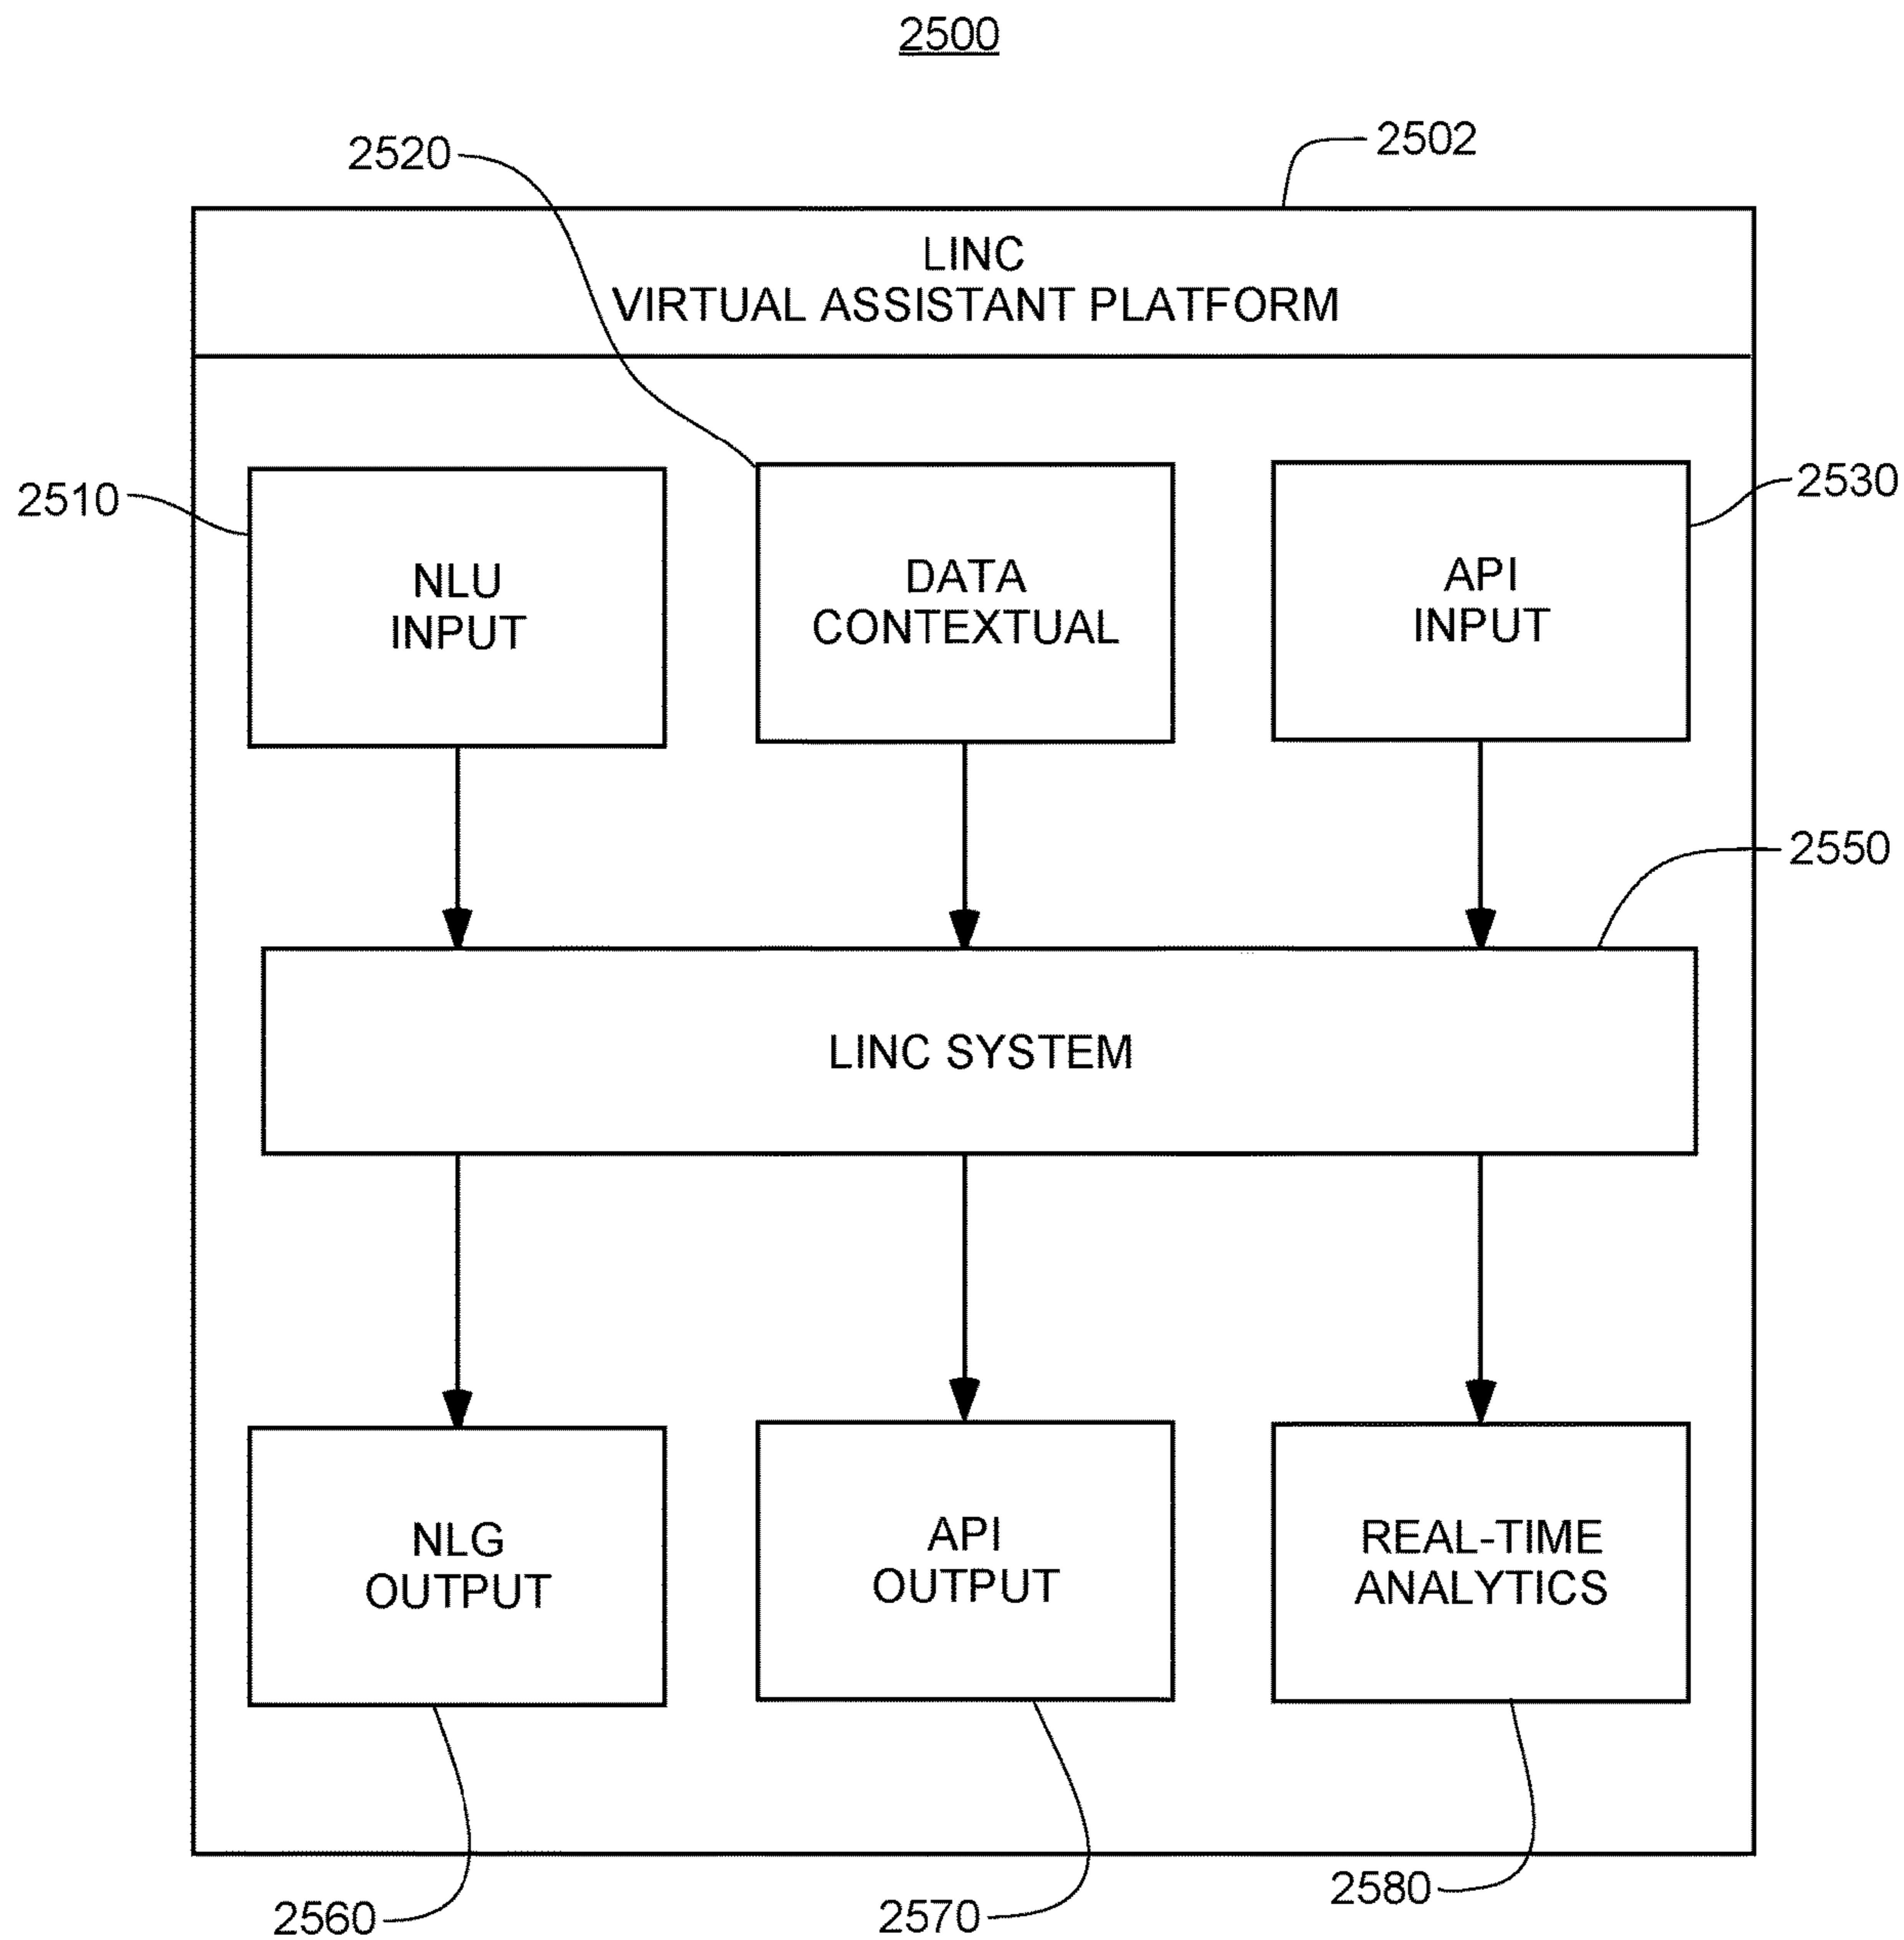 2500
2502
2520
LINC
VIRTUAL ASSISTANT PLATFORM
2510
2530
NLU
INPUT
DATA
CONTEXTUAL
API
INPUT
2550
LINC SYSTEM
NLG
OUTPUT
API
OUTPUT
REAL-TIME
ANALYTICS
2560
2570
2580